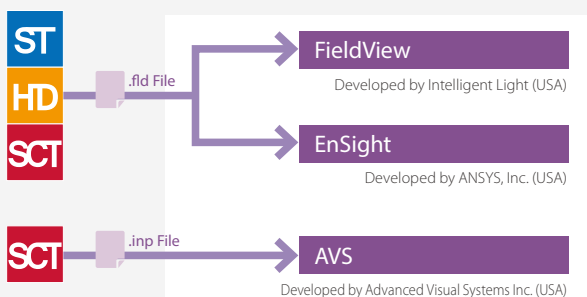 ST
HD
SCT
.fld File
FieldView
Developed by Intelligent Light (USA)
EnSight
Developed by ANSYS, Inc. (USA)
SCT
.inp File
AVS
Developed by Advanced Visual Systems Inc. (USA)